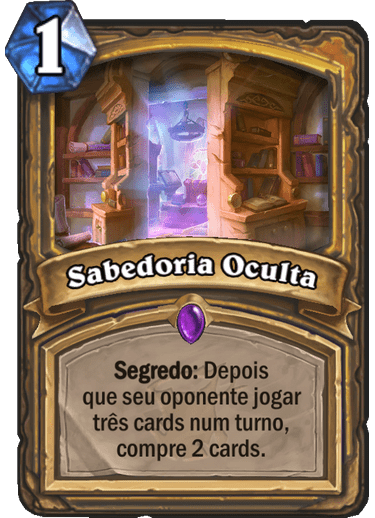 1
Sabedoria Oculta
Segredo: Depois
que seu oponente jogar
três cards num turno,
compre 2 cards.